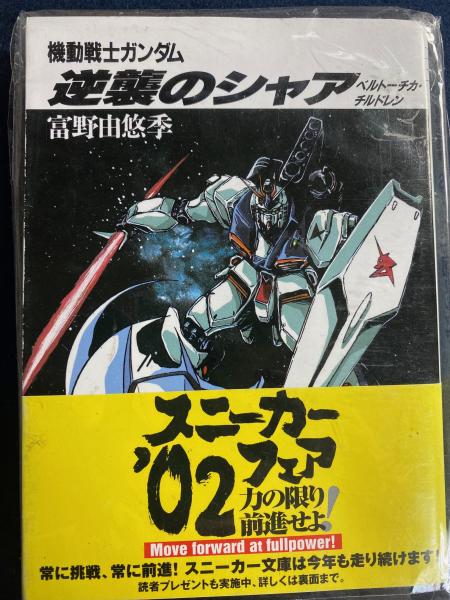 機動戦士ガンダム
逆襲のシャア
ベルトーチカ・
チルドレン
富野由悠季
スニーカー
'02フェア
力の限り
前進せよ!
Move forward at fullpower!
常に挑戦、常に前進!スニーカー文庫は今年も走り続けます!
読者プレゼントも実施中、詳しくは裏面まで。